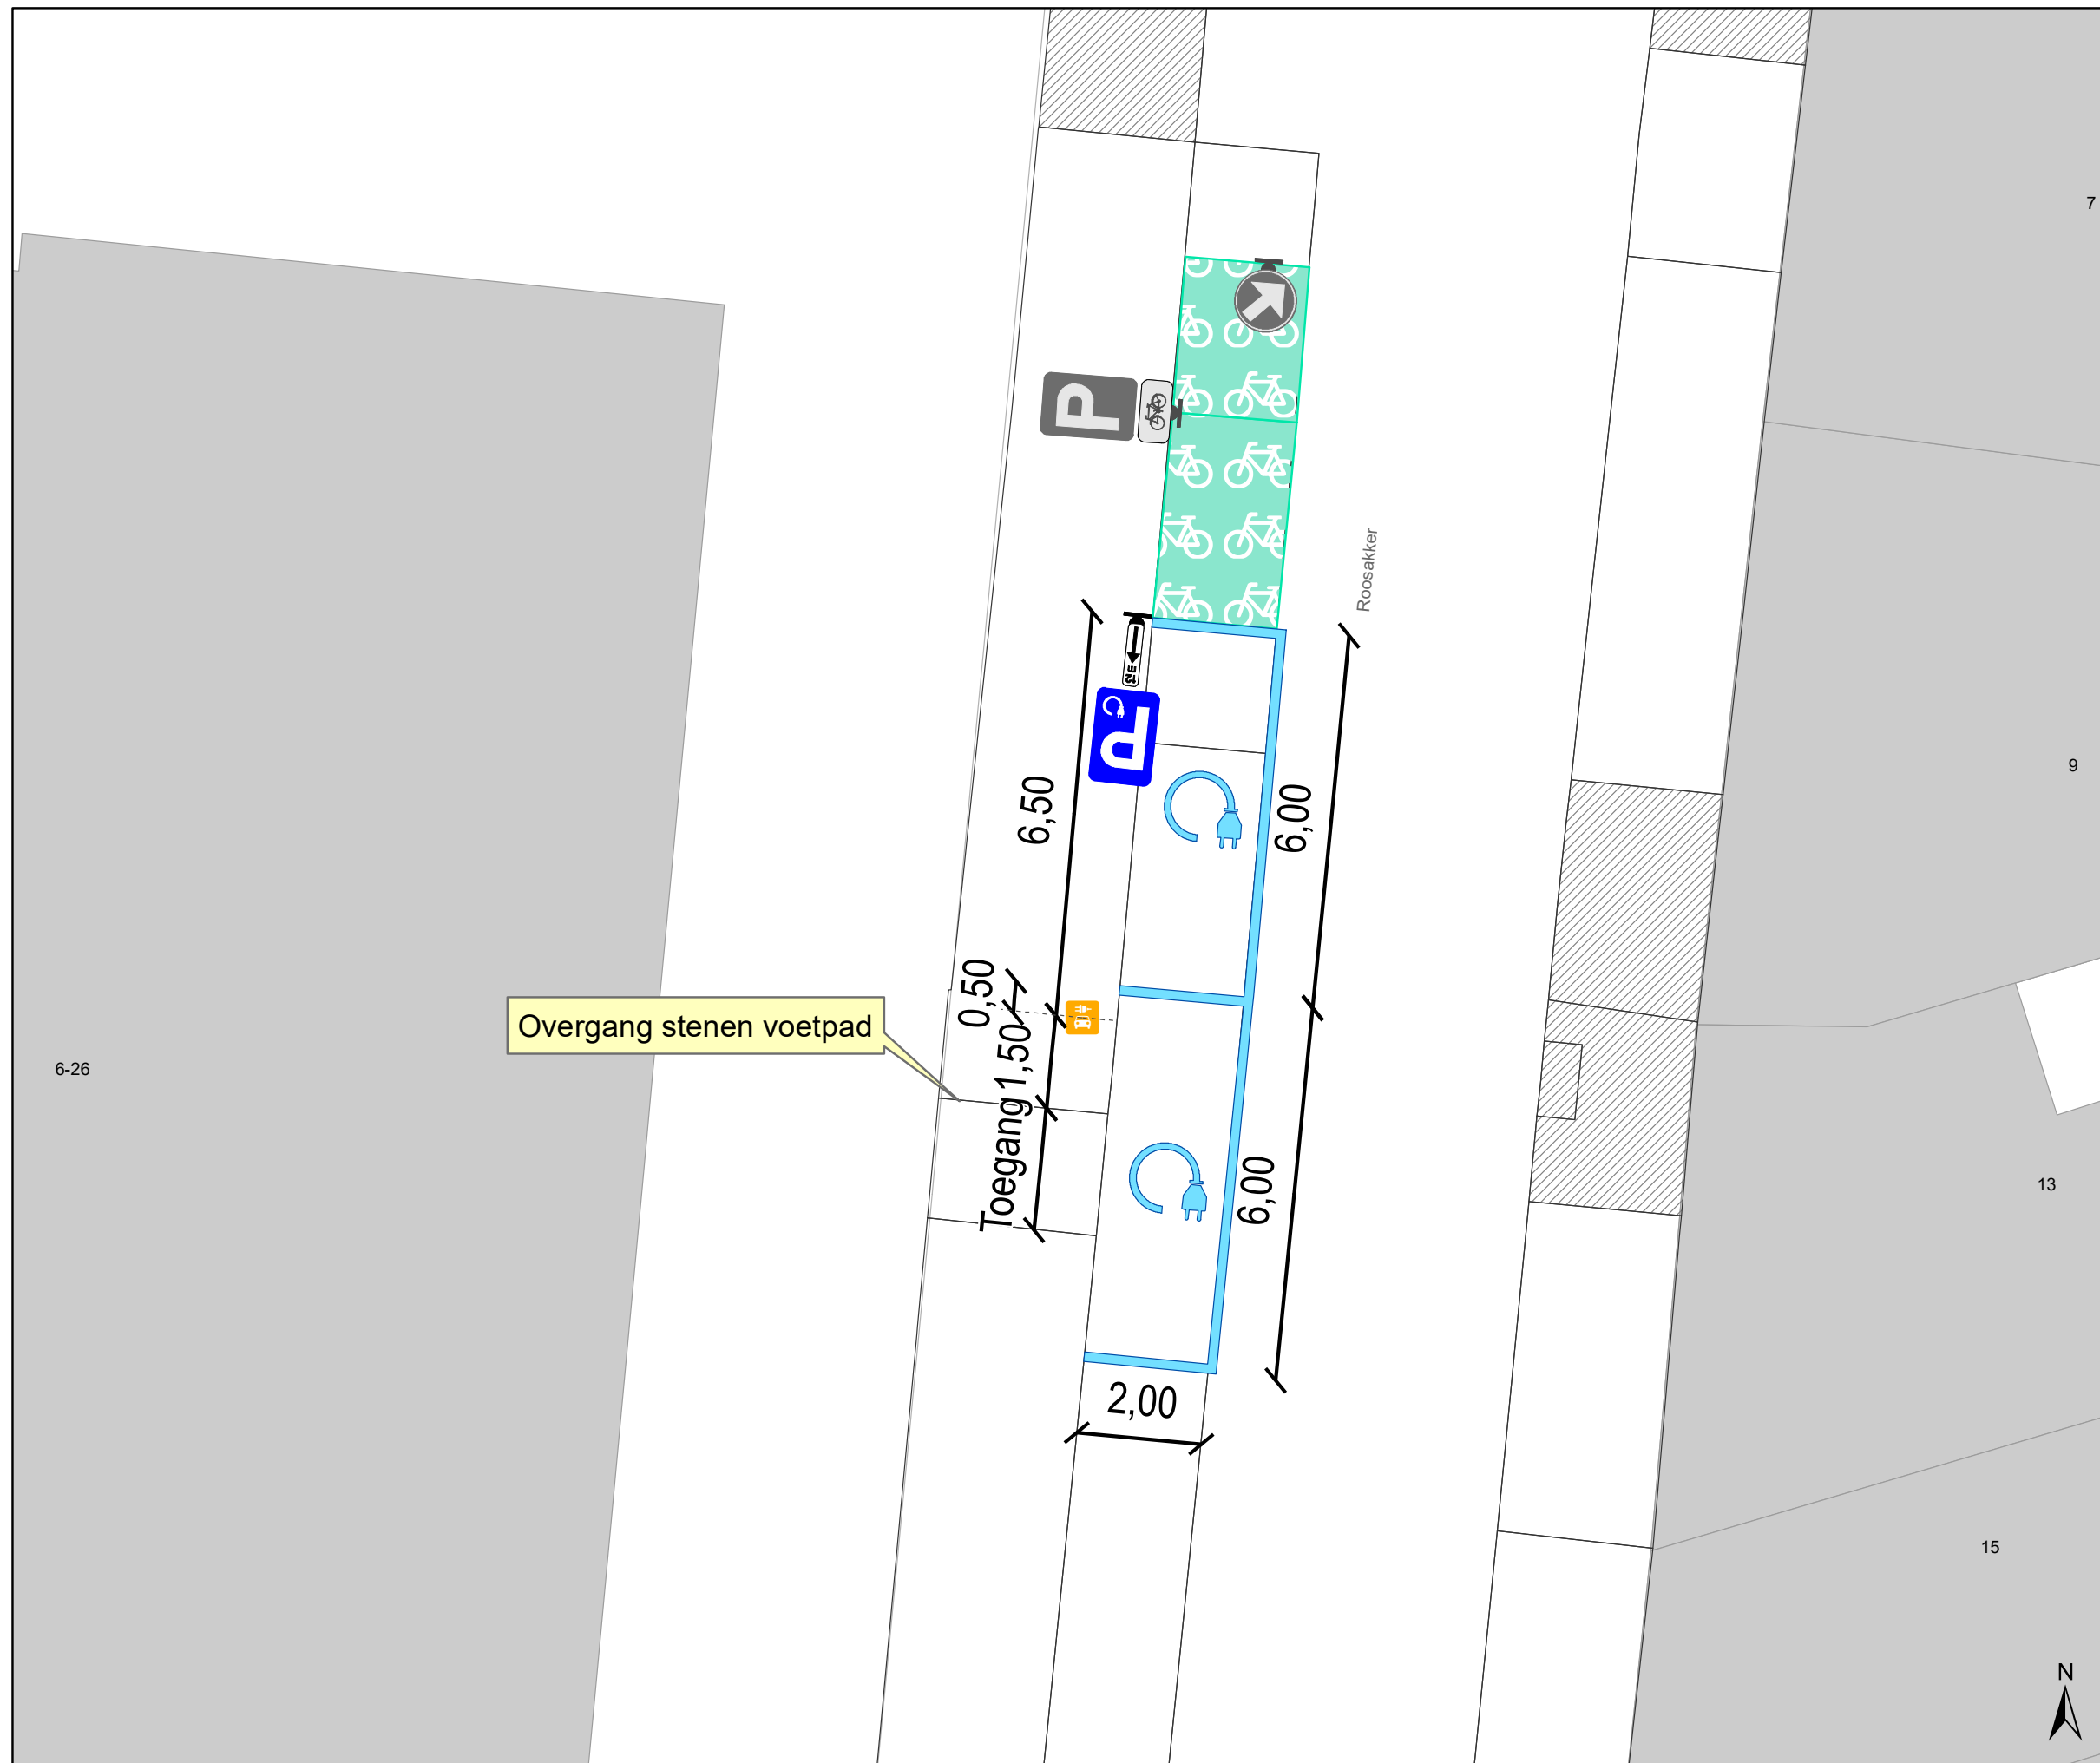 7
P
Roosakker
12 m
P
6,50
6,00
9
0,50
Overgang stenen voetpad
1,50
6-26
Toegang
6,00
13
2,00
15
N